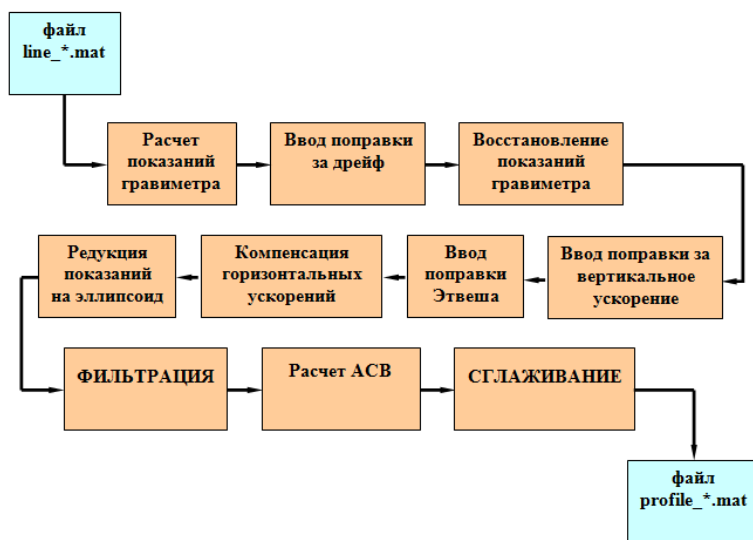 файл
line_*.mat
Расчет
показаний
гравиметра
Ввод поправки
за дрейф
Восстановление
показаний
гравиметра
Ввод поправки за
вертикальное
ускорение
Ввод
поправки
Этвеша
Компенсация
горизонтальных
ускорений
Редукция
показаний
на эллипсоид
ФИЛЬТРАЦИЯ
Расчет АСВ
СГЛАЖИВАНИЕ
файл
profile_*.mat